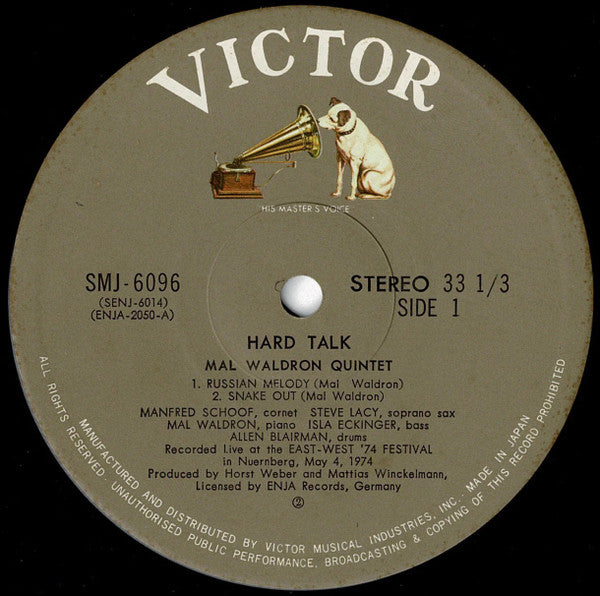 VICTOR
HIS MASTER'S VOICE
SMJ-6096
(SENJ-6014)
(ENJA-2050-A)
STEREO 33 1/3
SIDE 1
HARD TALK
MAL WALDRON QUINTET
1. RUSSIAN MELODY (Mal Waldron)
2. SNAKE OUT (Mal Waldron)
MANFRED SCHOOF, cornet STEVE LACY, soprano sax
MAL WALDRON, piano ISLA ECKINGER, bass
ALLEN BLAIRMAN, drums
Recorded Live at the EAST-WEST '74 FESTIVAL
in Nuernberg, May 4, 1974
Produced by Horst Weber and Mattias Winckelmann,
Licensed by ENJA Records, Germany
②
MANUFACTURED AND DISTRIBUTED BY VICTOR MUSICAL INDUSTRIES, INC., MADE IN JAPAN
ALL RIGHTS RESERVED. UNAUTHORISED PUBLIC PERFORMANCE, BROADCASTING & COPYING OF THIS RECORD PROHIBITED